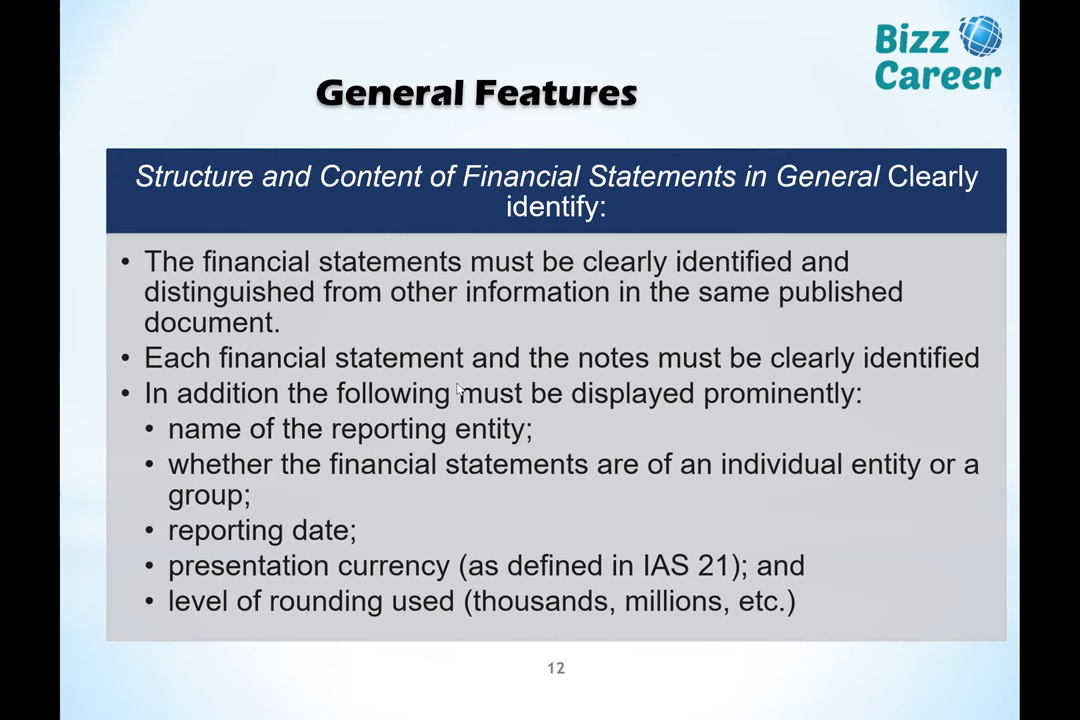 Bizz
Career
General Features
Structure and Content of Financial Statements in General Clearly
identify:
• The financial statements must be clearly identified and
distinguished from other information in the same published
document.
• Each financial statement and the notes must be clearly identified
• In addition the following must be displayed prominently:
• name of the reporting entity;
• whether the financial statements are of an individual entity or a
group;
• reporting date;
• presentation currency (as defined in IAS 21); and
• level of rounding used (thousands, millions, etc.)
12